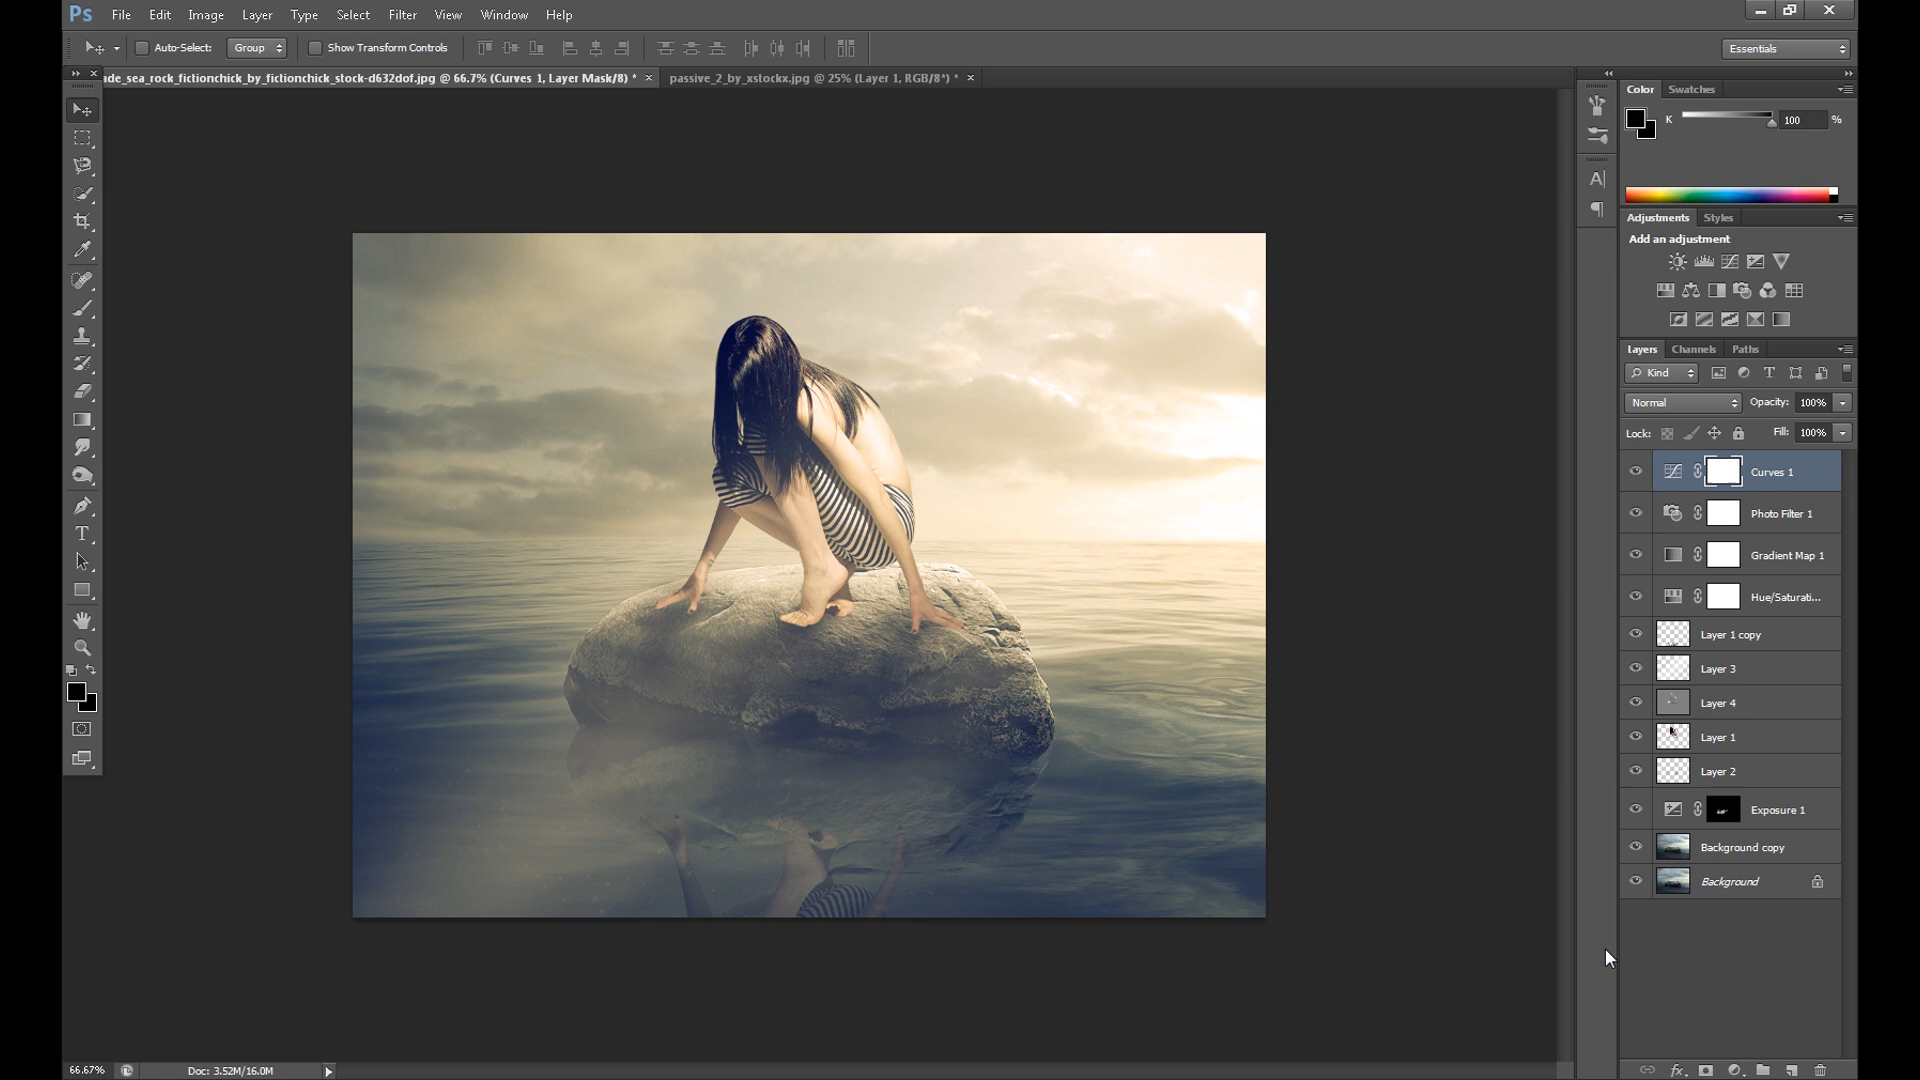 Ps File Edit Image Layer Type Select Filter View Window Help
Auto-Select: Group Show Transform Controls Essentials
ade_sea_rock_fictionchick_by_fictionchick_stock-d632dof.jpg @ 66.7% (Curves 1, Layer Mask/8) * × passive_2_by_xstockx.jpg @ 25% (Layer 1, RGB/8*) * ×
Color Swatches
K 100 %
Adjustments Styles
Add an adjustment
Layers Channels Paths
Kind
Normal Opacity: 100%
Lock: Fill: 100%
Curves 1
Photo Filter 1
Gradient Map 1
Hue/Saturati...
Layer 1 copy
Layer 3
Layer 4
Layer 1
Layer 2
Exposure 1
Background copy
Background
66.67% Doc: 3.52M/16.0M